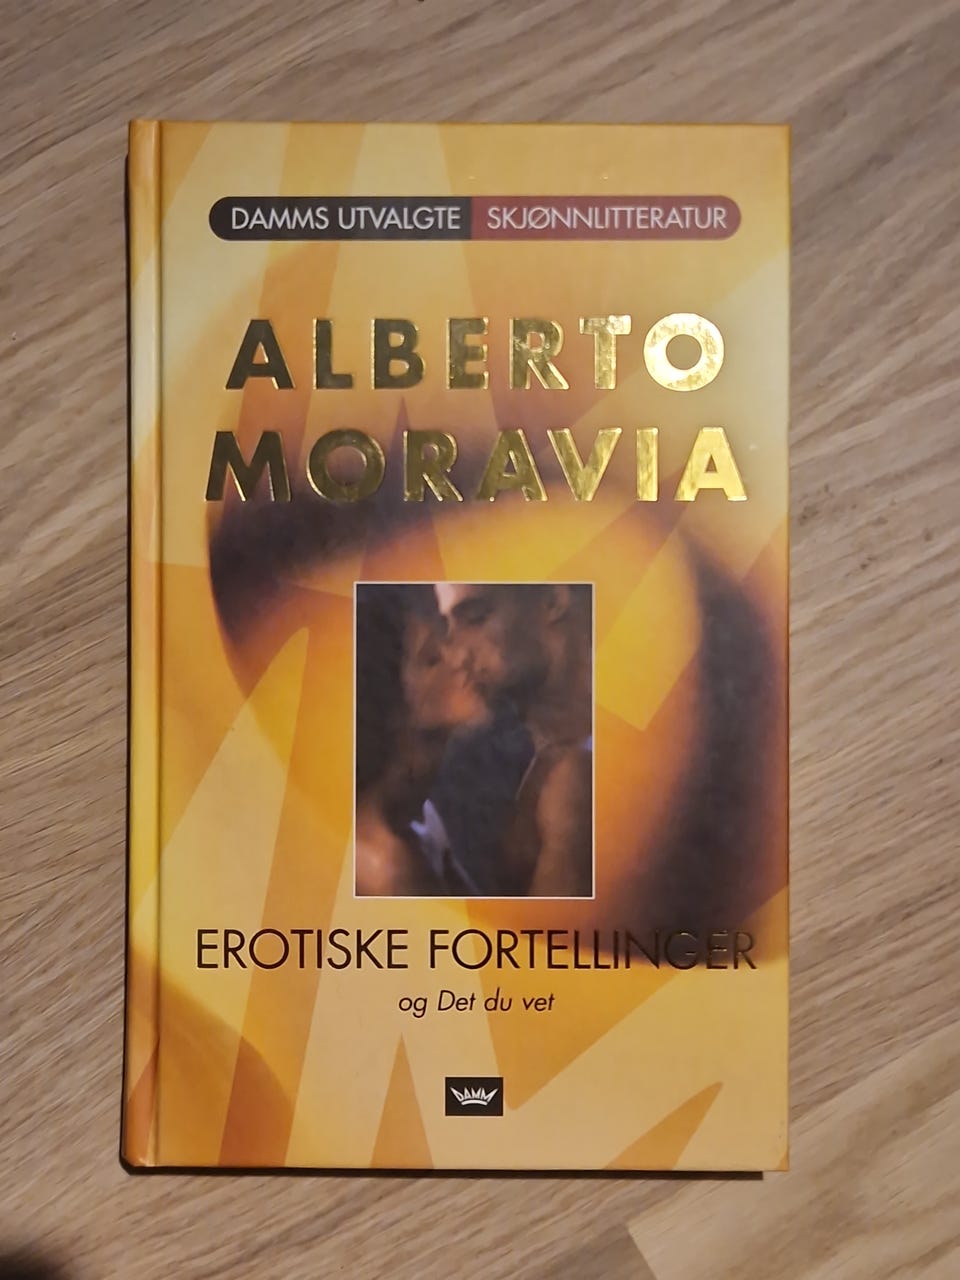 DAMMS UTVALGTE SKJØNNLITTERATUR
ALBERTO
MORAVIA
EROTISKE FORTELLINGER
og Det du vet
DAMM